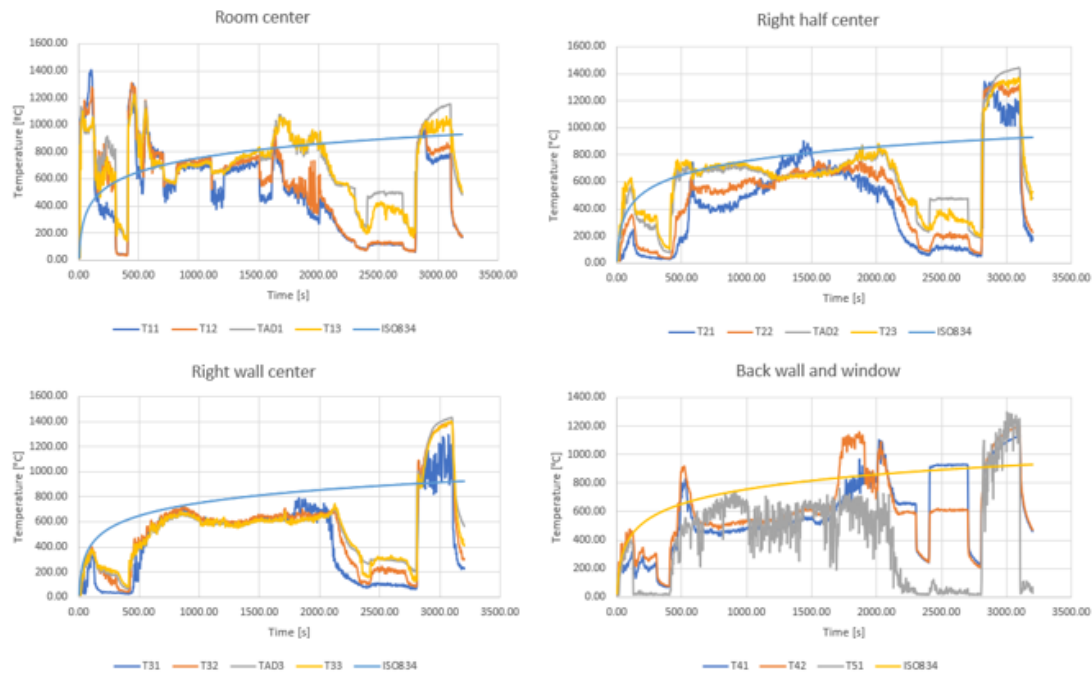 Room center
Temperature [ºC]
1600.00
1400.00
1200.00
1000.00
800.00
600.00
400.00
200.00
0.00
0.00 500.00 1000.00 1500.00 2000.00 2500.00 3000.00 3500.00
Time [s]
T11 T12 TAD1 T13 ISO834
Right half center
Temperature [°C]
1600.00
1400.00
1200.00
1000.00
800.00
600.00
400.00
200.00
0.00
0.00 500.00 1000.00 1500.00 2000.00 2500.00 3000.00 3500.00
Time [s]
T21 T22 TAD2 T23 ISO834
Right wall center
Temperature [°C]
1600.00
1400.00
1200.00
1000.00
800.00
600.00
400.00
200.00
0.00
0.00 500.00 1000.00 1500.00 2000.00 2500.00 3000.00 3500.00
Time [s]
T31 T32 TAD3 T33 ISO834
Back wall and window
Temperature [°C]
1400.00
1200.00
1000.00
800.00
600.00
400.00
200.00
0.00
0.00 500.00 1000.00 1500.00 2000.00 2500.00 3000.00 3500.00
Time [s]
T41 T42 T51 ISO834